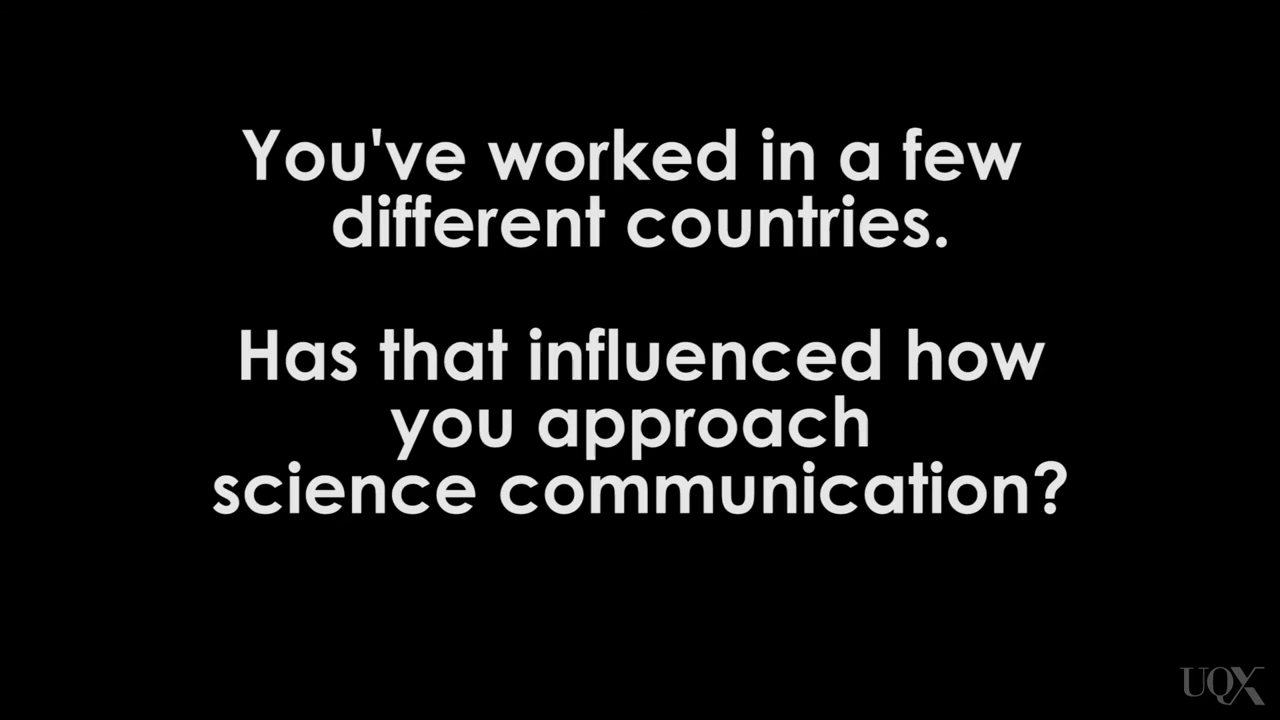 You've worked in a few
different countries.
Has that influenced how
you approach
science communication?
UQX